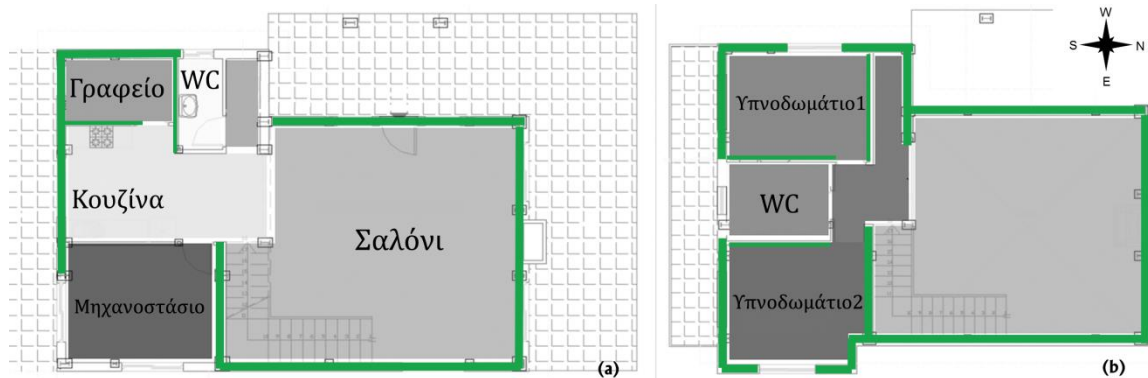 Γραφείο
WC
Κουζίνα
Σαλόνι
Μηχανοστάσιο
(a)
W
S N
E
Υπνοδωμάτιο1
WC
Υπνοδωμάτιο2
(b)